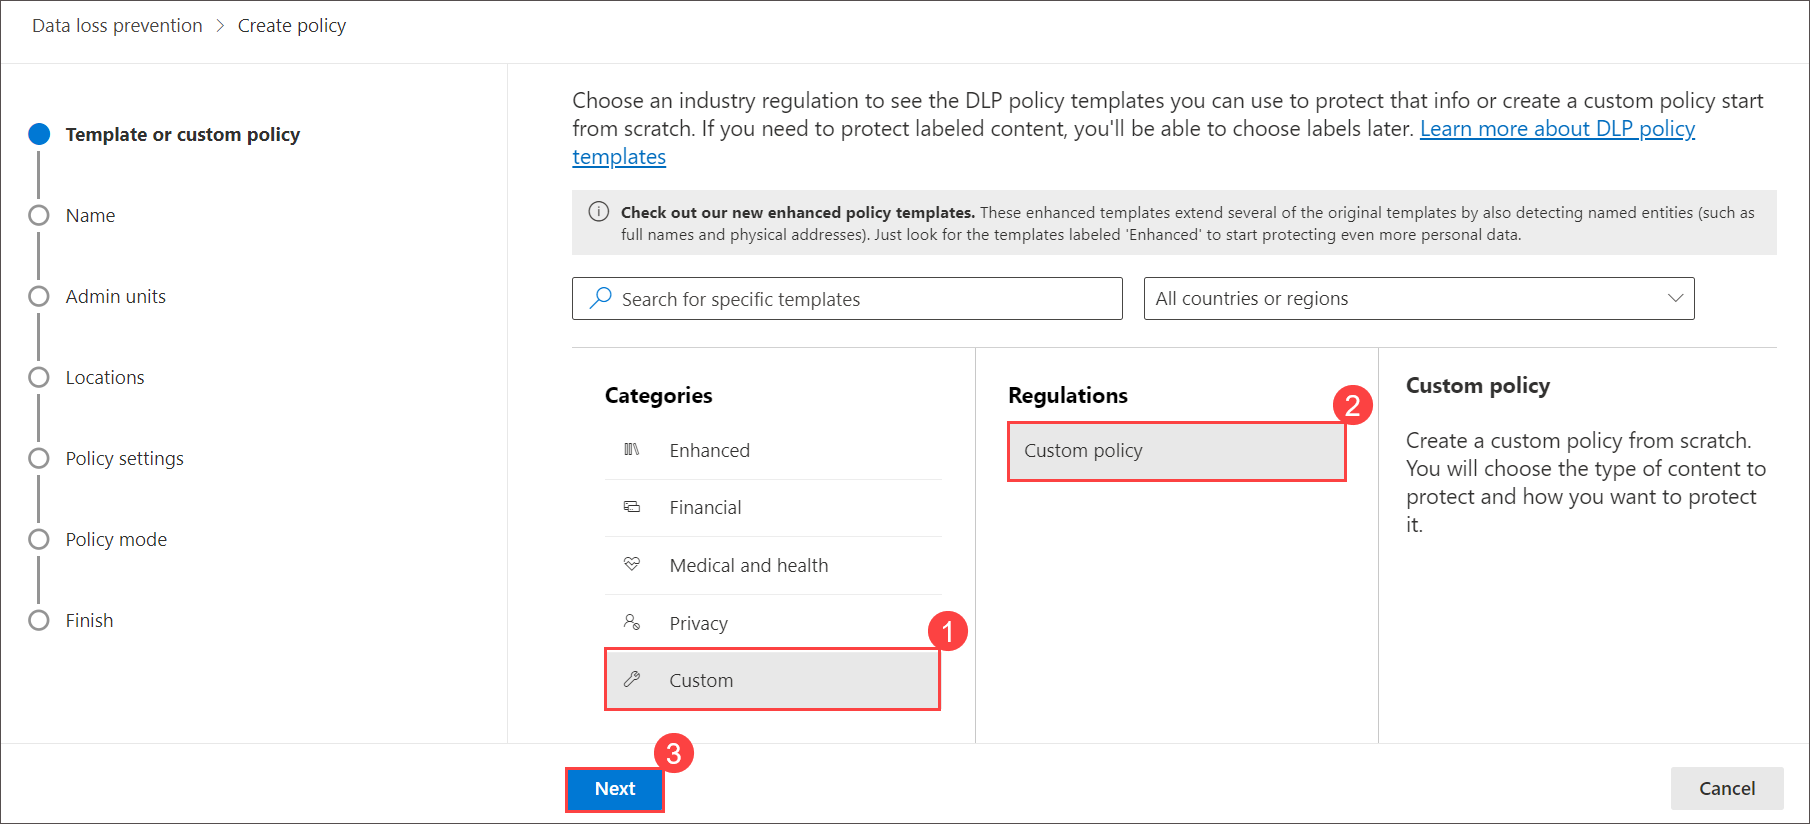 Data loss prevention > Create policy
Template or custom policy
Name
Admin units
Locations
Policy settings
Policy mode
Finish
Choose an industry regulation to see the DLP policy templates you can use to protect that info or create a custom policy start
from scratch. If you need to protect labeled content, you'll be able to choose labels later. Learn more about DLP policy
templates
Check out our new enhanced policy templates. These enhanced templates extend several of the original templates by also detecting named entities (such as
full names and physical addresses). Just look for the templates labeled 'Enhanced' to start protecting even more personal data.
Search for specific templates
All countries or regions
Categories
Enhanced
Financial
Medical and health
Privacy
1
Custom
Regulations
2
Custom policy
Custom policy
Create a custom policy from scratch.
You will choose the type of content to
protect and how you want to protect
it.
3
Next
Cancel